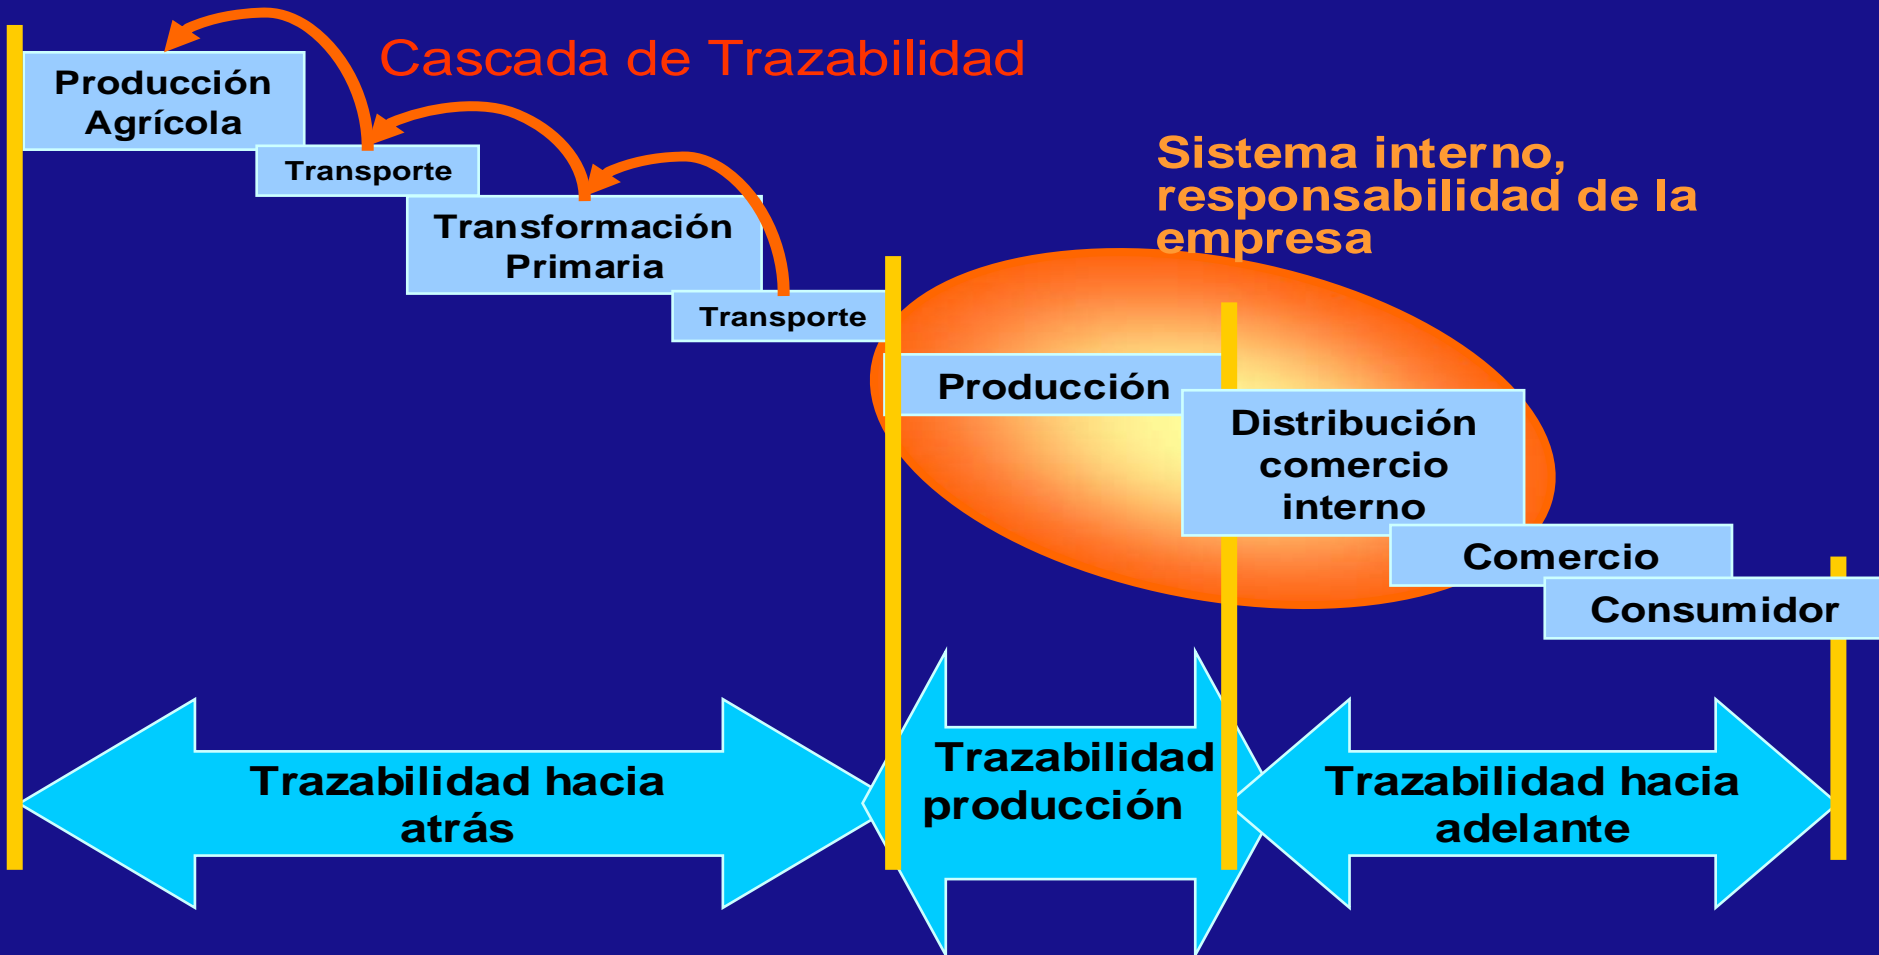 Cascada de Trazabilidad
Producción
Agrícola
Transporte
Transformación
Primaria
Transporte
Sistema interno,
responsabilidad de la
empresa
Producción
Distribución
comercio
interno
Comercio
Consumidor
Trazabilidad hacia
atrás
Trazabilidad
producción
Trazabilidad hacia
adelante